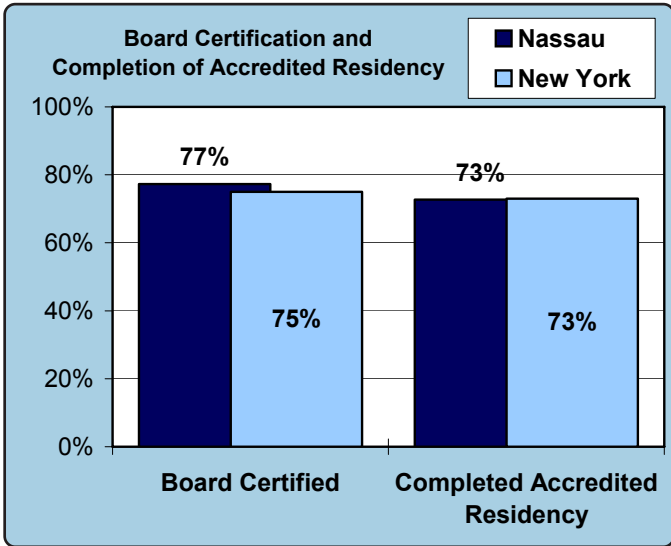 Board Certification and
Completion of Accredited Residency
Nassau
New York
100%
80%
60%
40%
20%
0%
77%
75%
73%
73%
Board Certified
Completed Accredited
Residency